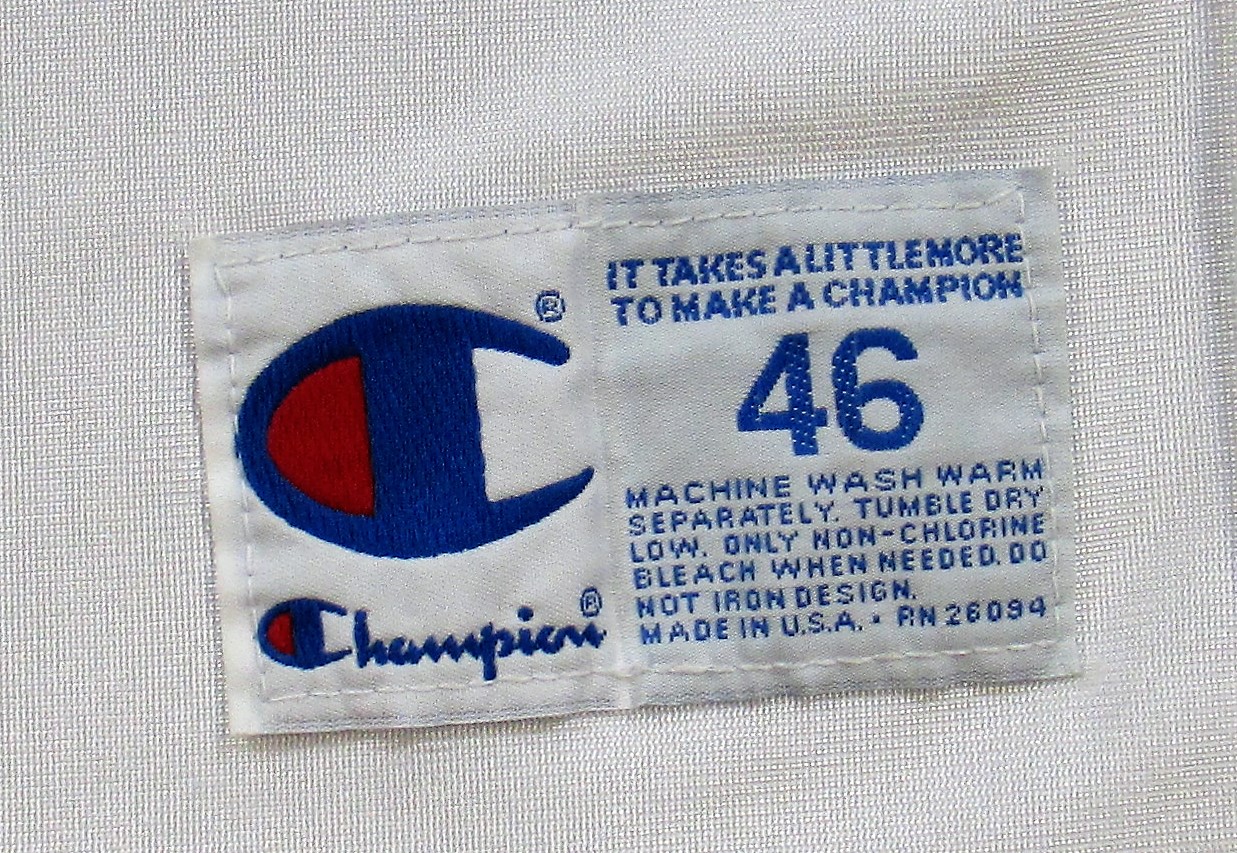 ®
Champion®
IT TAKES A LITTLE MORE
TO MAKE A CHAMPION
46
MACHINE WASH WARM
SEPARATELY. TUMBLE DRY
LOW. ONLY NON-CHLORINE
BLEACH WHEN NEEDED. DO
NOT IRON DESIGN.
MADE IN U.S.A. • RN 26094